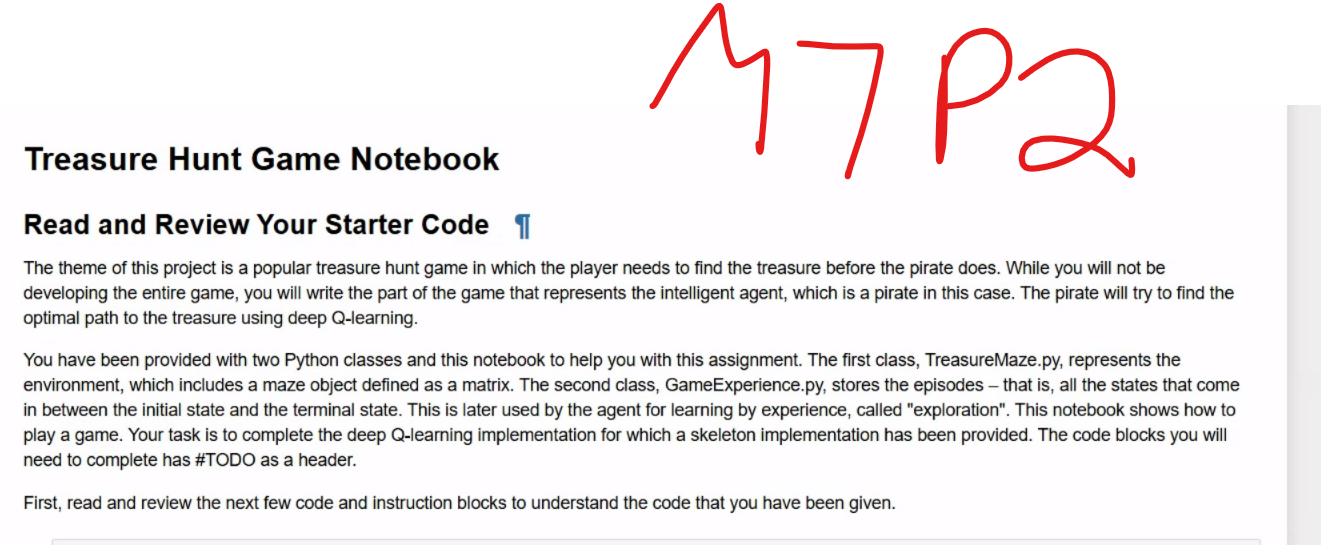 M7P2
Treasure Hunt Game Notebook
Read and Review Your Starter Code ¶
The theme of this project is a popular treasure hunt game in which the player needs to find the treasure before the pirate does. While you will not be
developing the entire game, you will write the part of the game that represents the intelligent agent, which is a pirate in this case. The pirate will try to find the
optimal path to the treasure using deep Q-learning.
You have been provided with two Python classes and this notebook to help you with this assignment. The first class, TreasureMaze.py, represents the
environment, which includes a maze object defined as a matrix. The second class, GameExperience.py, stores the episodes – that is, all the states that come
in between the initial state and the terminal state. This is later used by the agent for learning by experience, called "exploration". This notebook shows how to
play a game. Your task is to complete the deep Q-learning implementation for which a skeleton implementation has been provided. The code blocks you will
need to complete has #TODO as a header.
First, read and review the next few code and instruction blocks to understand the code that you have been given.